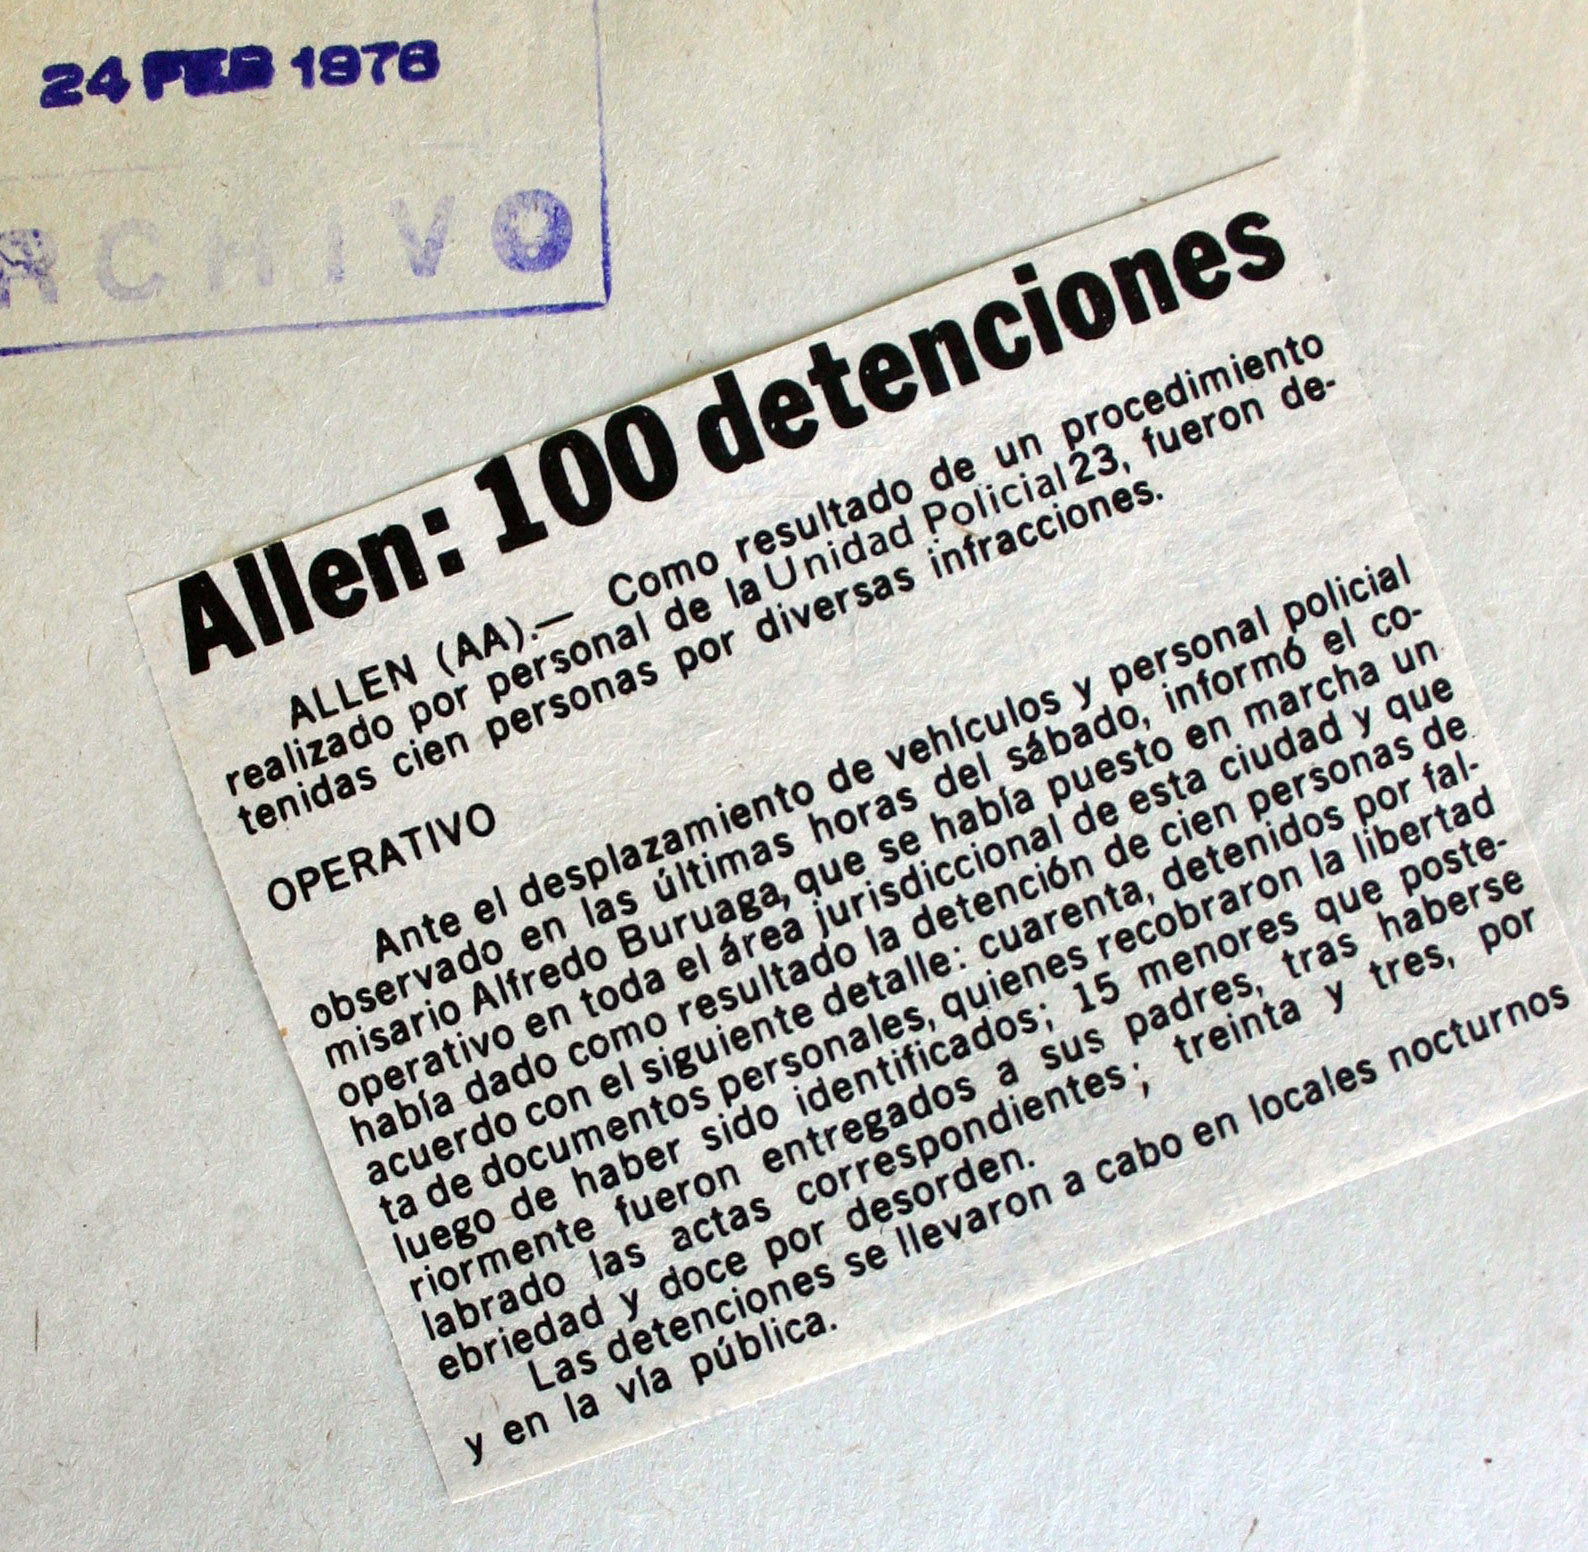 24 FEB 1976
ARCHIVO
Allen: 100 detenciones
ALLEN (AA).— Como resultado de un procedimiento
realizado por personal de la Unidad Policial 23, fueron de-
tenidas cien personas por diversas infracciones.
OPERATIVO
Ante el desplazamiento de vehículos y personal policial
observado en las últimas horas del sábado, informó el co-
misario Alfredo Buruaga, que se había puesto en marcha un
operativo en toda el área jurisdiccional de esta ciudad y que
había dado como resultado la detención de cien personas de
acuerdo con el siguiente detalle: cuarenta, detenidos por fal-
ta de documentos personales, quienes recobraron la libertad
luego de haber sido identificados; 15 menores que poste-
riormente fueron entregados a sus padres, tras haberse
labrado las actas correspondientes; treinta y tres, por
ebriedad y doce por desorden.
Las detenciones se llevaron a cabo en locales nocturnos
y en la vía pública.